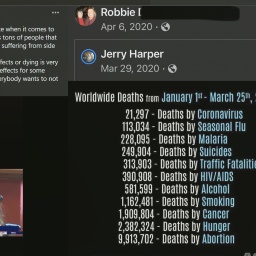 e when it comes to
s tons of people that
suffering from side
fects or dying is very
effects for some
erybody wants to not
Robbie
Apr 6, 2020 ·
Jerry Harper
Mar 29, 2020 ·
Worldwide Deaths from January 1st - March 25th, 2
21,297 - Deaths by Coronavirus
113,034 - Deaths by Seasonal Flu
228,095 - Deaths by Malaria
249,904 - Deaths by Suicides
313,903 - Deaths by Traffic Fatalitie
390,908 - Deaths by HIV/AIDS
581,599 - Deaths by Alcohol
1,162,481 - Deaths by Smoking
1,909,804 - Deaths by Cancer
2,382,324 - Deaths by Hunger
9,913,702 - Deaths by Abortion